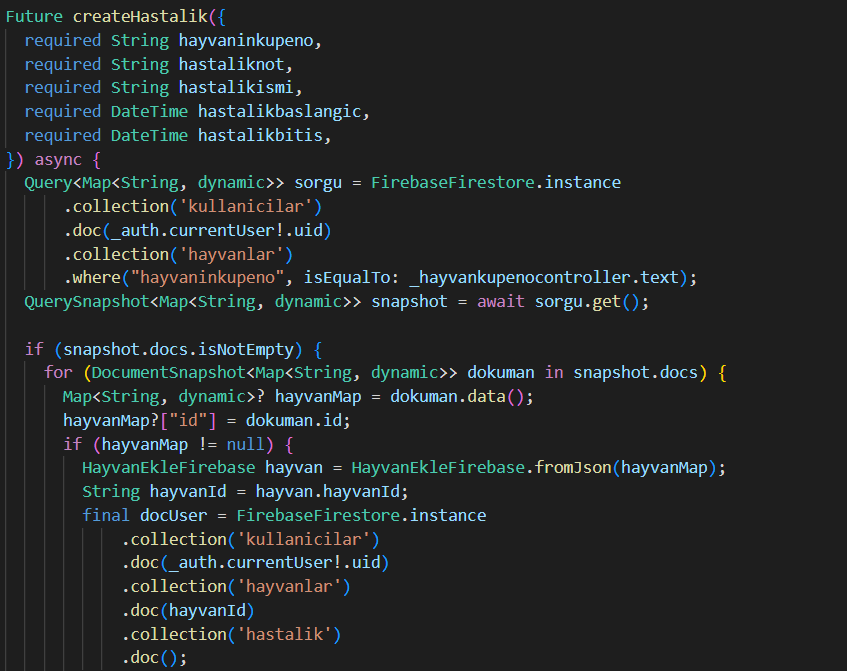 Future createHastalik({
  required String hayvaninkupeno,
  required String hastaliknot,
  required String hastalikismi,
  required DateTime hastalikbaslangic,
  required DateTime hastalikbitis,
}) async {
  Query<Map<String, dynamic>> sorgu = FirebaseFirestore.instance
      .collection('kullanicilar')
      .doc(_auth.currentUser!.uid)
      .collection('hayvanlar')
      .where("hayvaninkupeno", isEqualTo: _hayvankupenocontroller.text);
  QuerySnapshot<Map<String, dynamic>> snapshot = await sorgu.get();

  if (snapshot.docs.isNotEmpty) {
    for (DocumentSnapshot<Map<String, dynamic>> dokuman in snapshot.docs) {
      Map<String, dynamic>? hayvanMap = dokuman.data();
      hayvanMap?["id"] = dokuman.id;
      if (hayvanMap != null) {
        HayvanEkleFirebase hayvan = HayvanEkleFirebase.fromJson(hayvanMap);
        String hayvanId = hayvan.hayvanId;
        final docUser = FirebaseFirestore.instance
            .collection('kullanicilar')
            .doc(_auth.currentUser!.uid)
            .collection('hayvanlar')
            .doc(hayvanId)
            .collection('hastalik')
            .doc();